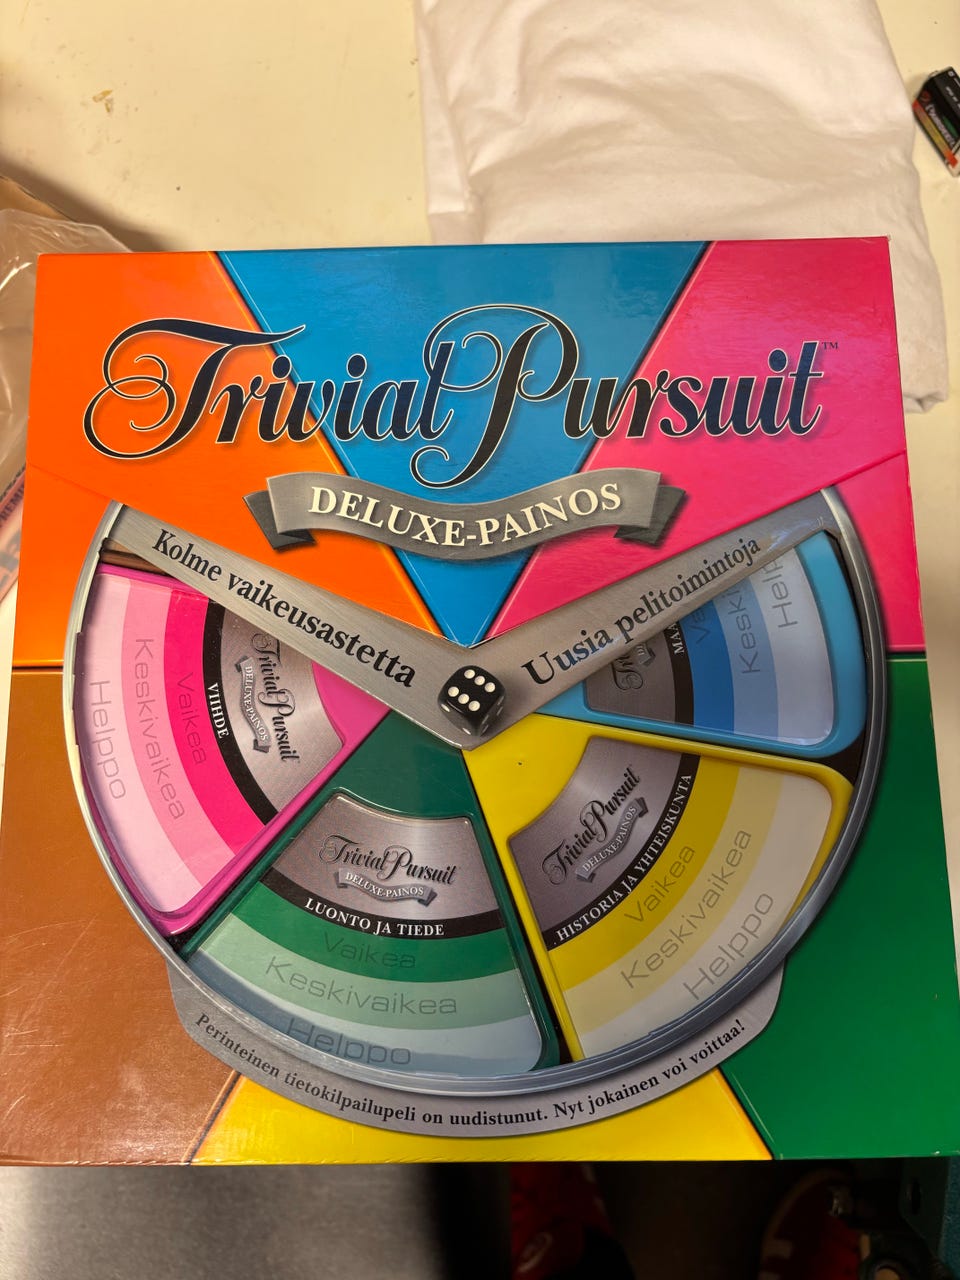 Trivial Pursuit™
DELUXE-PAINOS
Kolme vaikeusastetta
Uusia pelitoimintoja
Trivial Pursuit
DELUXE-PAINOS
VIIHDE
Vaikea
Keskivaikea
Helppo
Trivial Pursuit
DELUXE-PAINOS
LUONTO JA TIEDE
Vaikea
Keskivaikea
Helppo
Trivial Pursuit
DELUXE-PAINOS
HISTORIA JA YHTEISKUNTA
Vaikea
Keskivaikea
Helppo
Perinteinen tietokilpailupeli on uudistunut. Nyt jokainen voi voittaa!